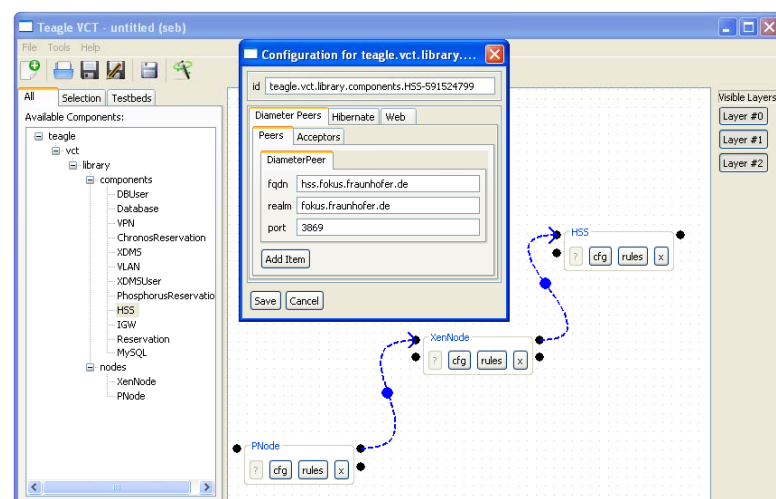 Teagle VCT - untitled (seb)
File Tools Help
All Selection Testbeds
Available Components:
teagle
vct
library
components
DBUser
Database
VPN
ChronosReservation
XDMS
VLAN
XDMSUser
PhosphorusReservatio
HSS
IGW
Reservation
MySQL
nodes
XenNode
PNode
Configuration for teagle.vct.library....
id teagle.vct.library.components.HSS-591524799
Diameter Peers Hibernate Web
Peers Acceptors
DiameterPeer
fqdn hss.fokus.fraunhofer.de
realm fokus.fraunhofer.de
port 3869
Add Item
Save Cancel
HSS
? cfg rules x
XenNode
? cfg rules x
PNode
? cfg rules x
Visible Layers
Layer #0
Layer #1
Layer #2